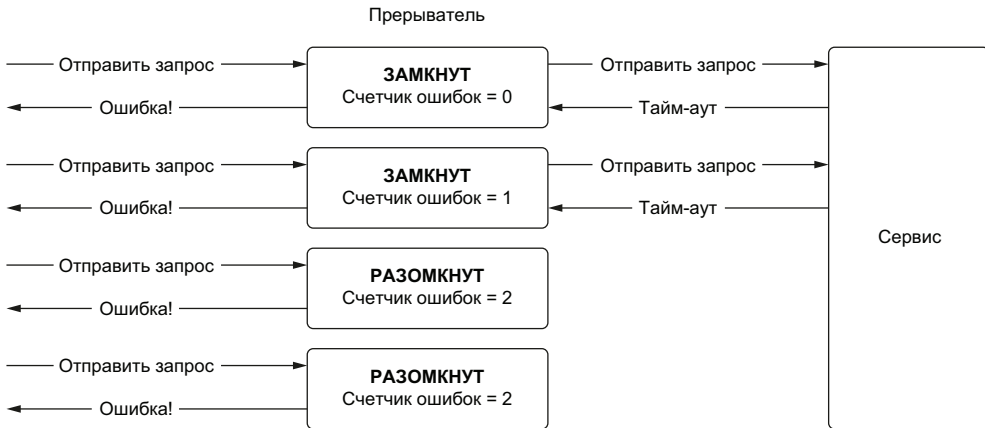 Прерыватель
Отправить запрос
ЗАМКНУТ
Счетчик ошибок = 0
Отправить запрос
Ошибка!
Тайм-аут
Отправить запрос
ЗАМКНУТ
Счетчик ошибок = 1
Отправить запрос
Ошибка!
Тайм-аут
Сервис
Отправить запрос
РАЗОМКНУТ
Счетчик ошибок = 2
Ошибка!
Отправить запрос
РАЗОМКНУТ
Счетчик ошибок = 2
Ошибка!